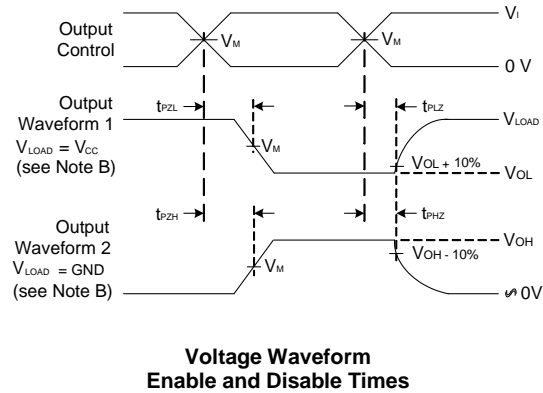 Output
Control
VM
VM
VI
0 V
Output
Waveform 1
VLOAD = VCC
(see Note B)
tPZL
tPLZ
VM
VLOAD
VOL + 10%
VOL
Output
Waveform 2
VLOAD = GND
(see Note B)
tPZH
tPHZ
VM
VOH
VOH - 10%
≈ 0V
Voltage Waveform
Enable and Disable Times